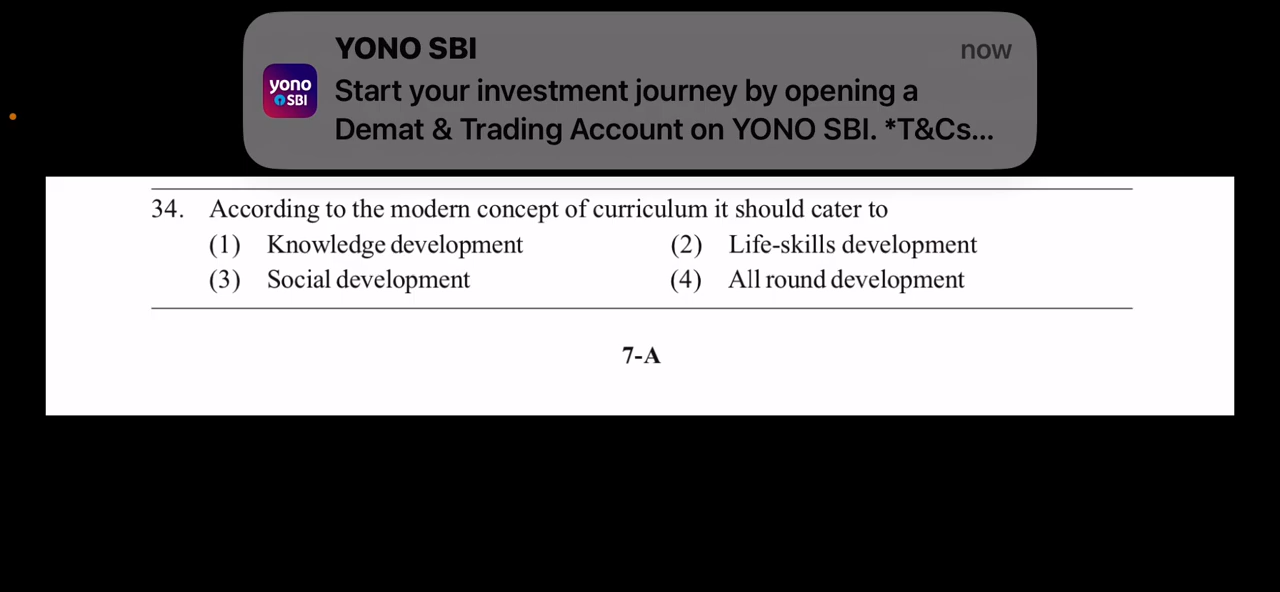 YONO SBI now
yono
SBI
Start your investment journey by opening a
Demat & Trading Account on YONO SBI. *T&Cs...
34. According to the modern concept of curriculum it should cater to
(1) Knowledge development (2) Life-skills development
(3) Social development (4) All round development
7-A